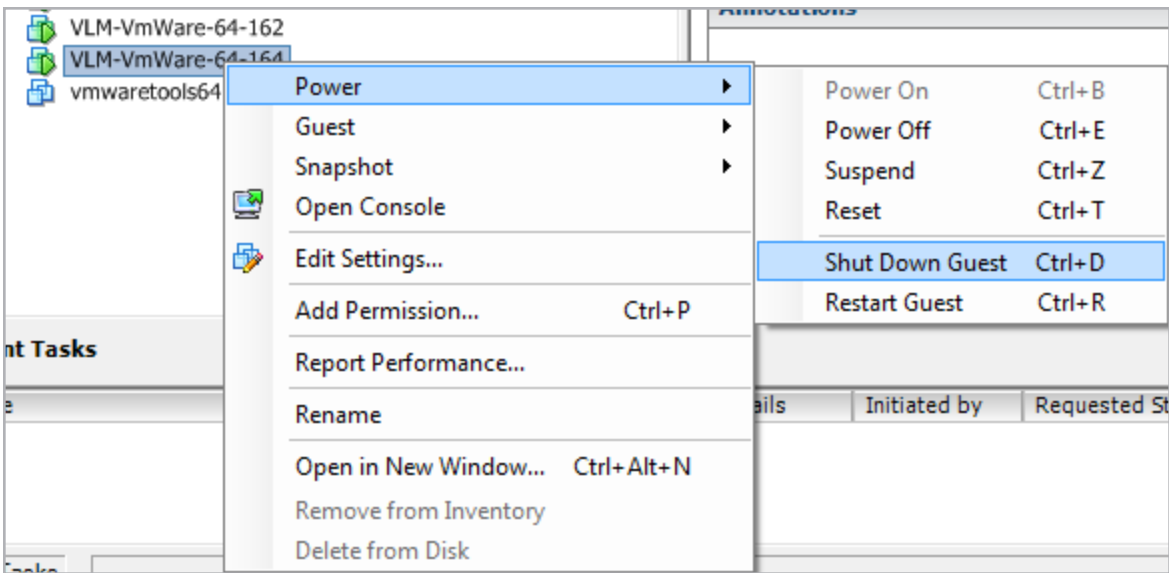 VLM-VmWare-64-162
Annotations
VLM-VmWare-64-164
vmwaretools64
Power
Guest
Snapshot
Open Console
Edit Settings...
Add Permission... Ctrl+P
Report Performance...
Rename
Open in New Window... Ctrl+Alt+N
Remove from Inventory
Delete from Disk
Power On Ctrl+B
Power Off Ctrl+E
Suspend Ctrl+Z
Reset Ctrl+T
Shut Down Guest Ctrl+D
Restart Guest Ctrl+R
nt Tasks
ails Initiated by Requested St